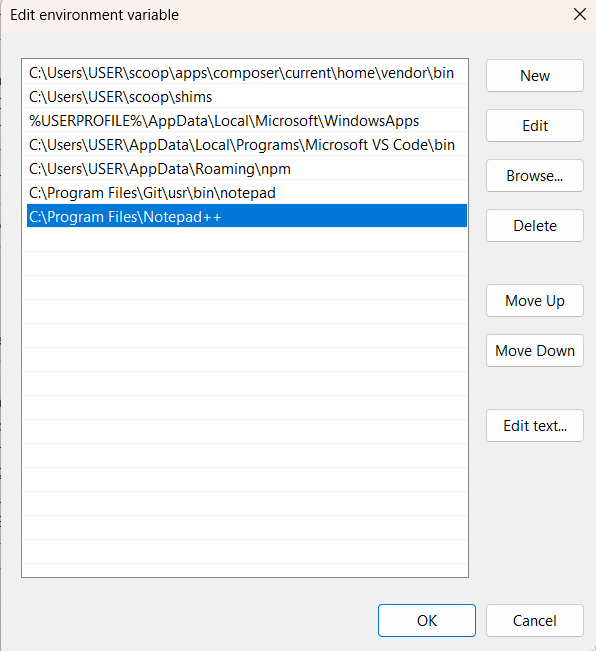 Edit environment variable
C:\Users\USER\scoop\apps\composer\current\home\vendor\bin
C:\Users\USER\scoop\shims
%USERPROFILE%\AppData\Local\Microsoft\WindowsApps
C:\Users\USER\AppData\Local\Programs\Microsoft VS Code\bin
C:\Users\USER\AppData\Roaming\npm
C:\Program Files\Git\usr\bin\notepad
C:\Program Files\Notepad++
New
Edit
Browse...
Delete
Move Up
Move Down
Edit text...
OK
Cancel